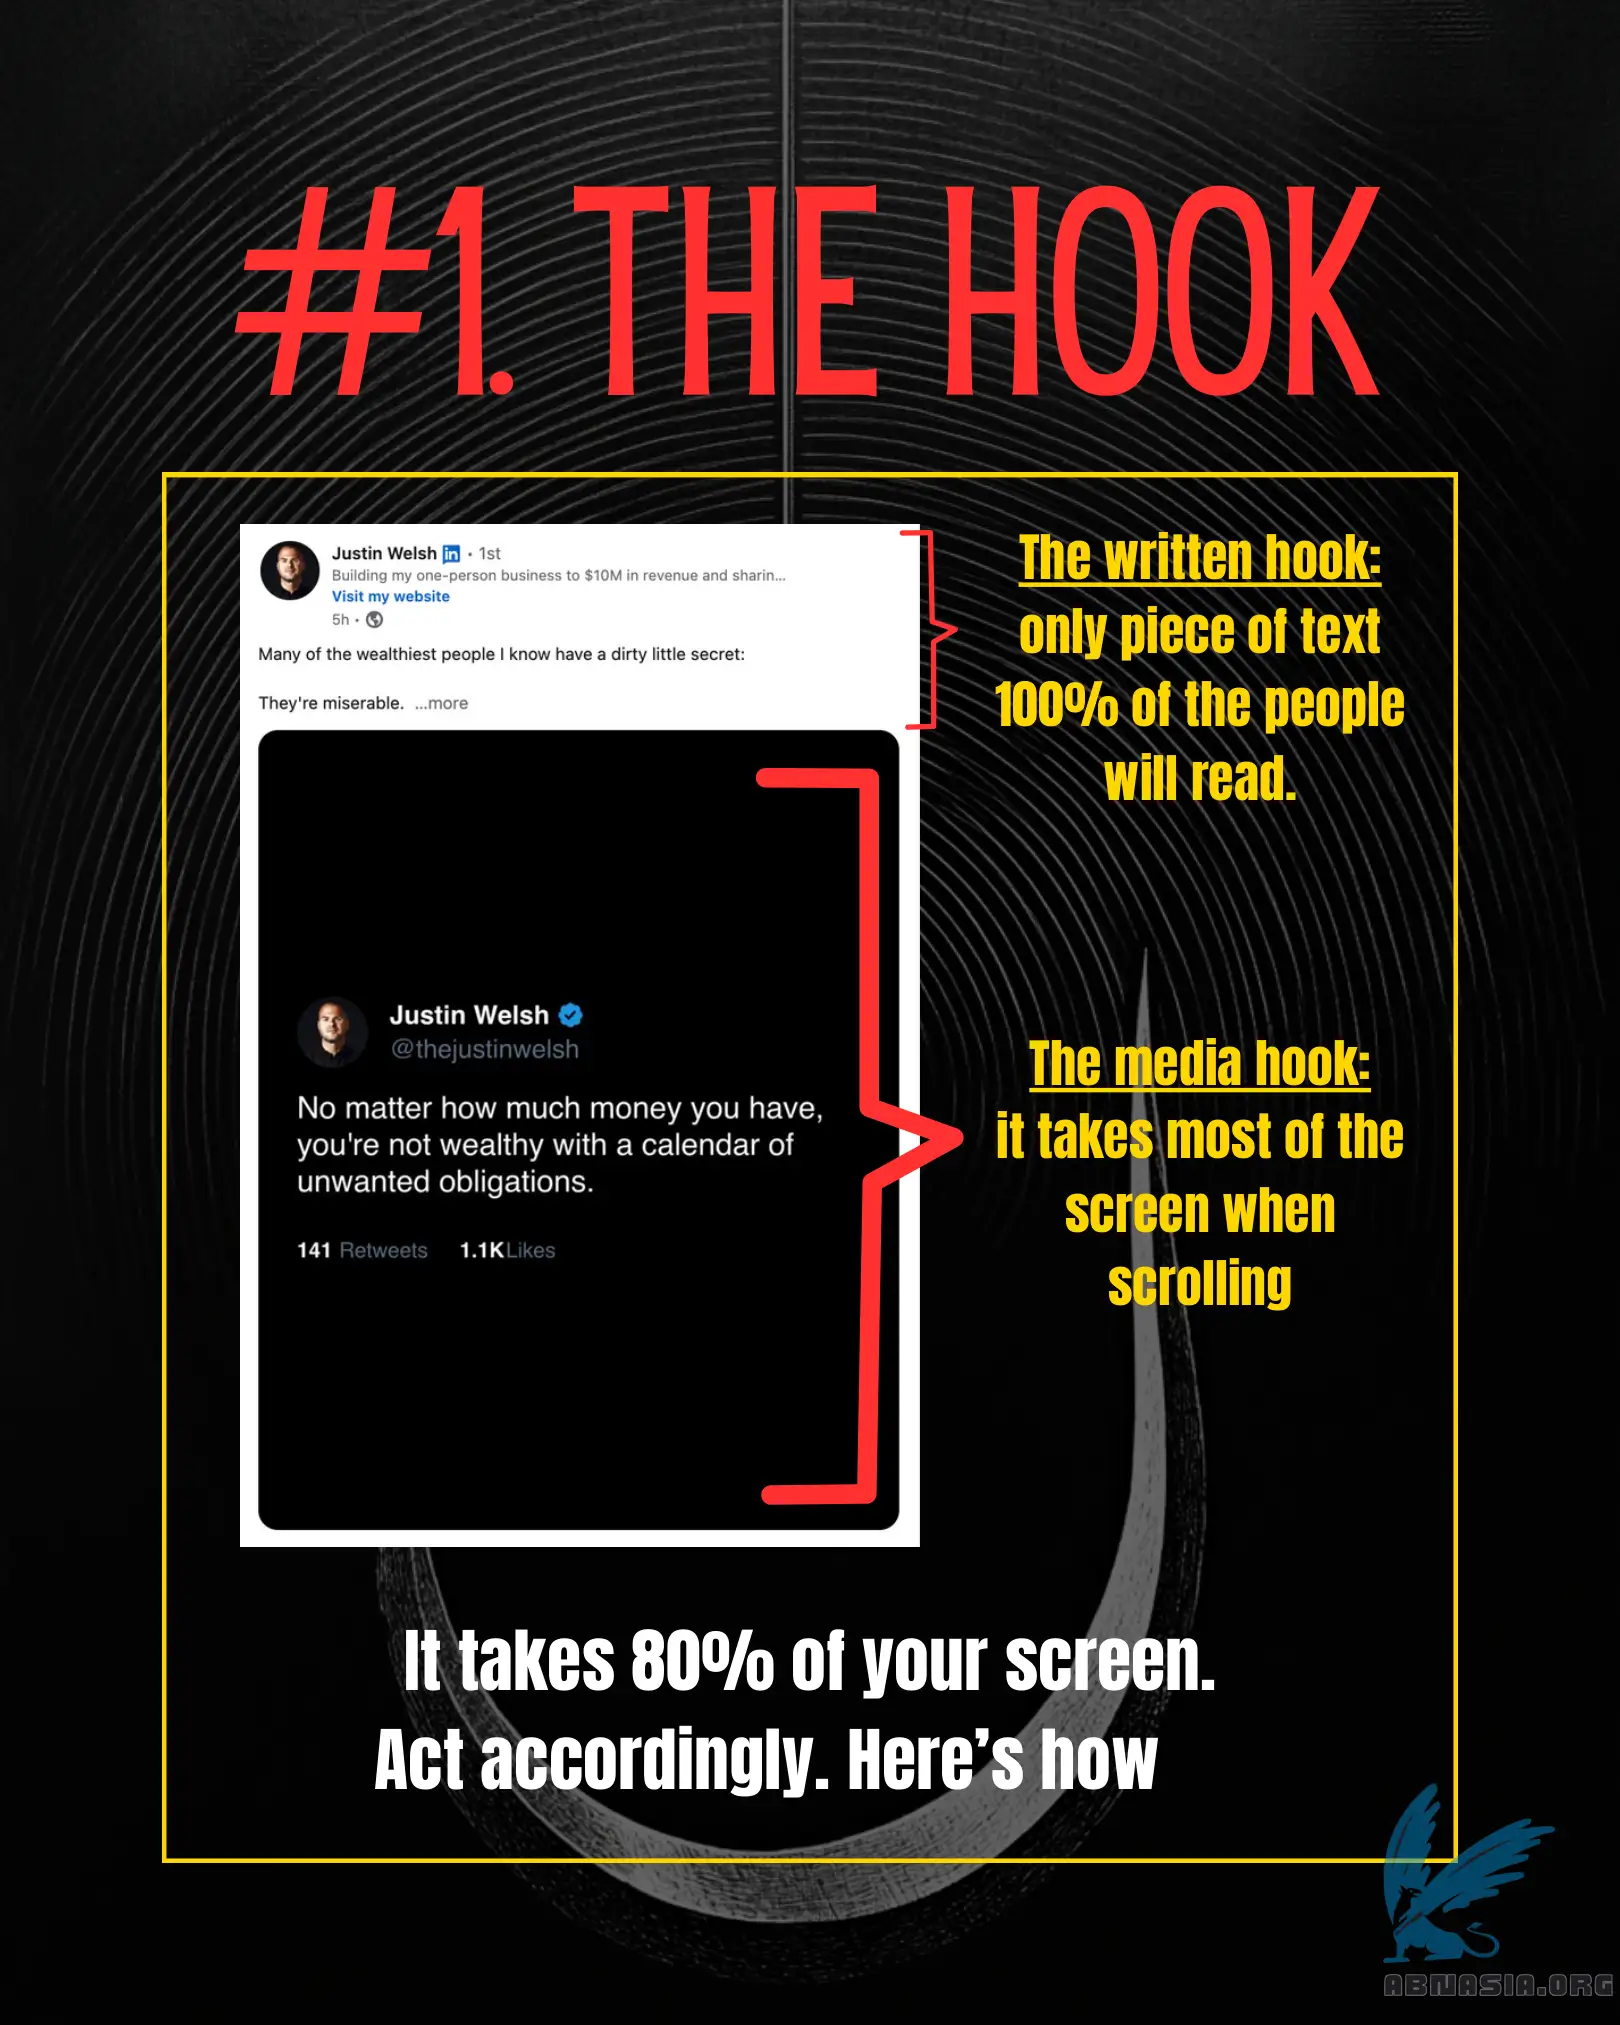 #1. THE HOOK
Justin Welsh in • 1st
Building my one-person business to $10M in revenue and sharin...
Visit my website
5h •
Many of the wealthiest people I know have a dirty little secret:
They're miserable. ...more
The written hook:
only piece of text
100% of the people
will read.
Justin Welsh
@thejustinwelsh
No matter how much money you have,
you're not wealthy with a calendar of
unwanted obligations.
141 Retweets 1.1K Likes
The media hook:
it takes most of the
screen when
scrolling
It takes 80% of your screen.
Act accordingly. Here’s how
ABNASIA.ORG